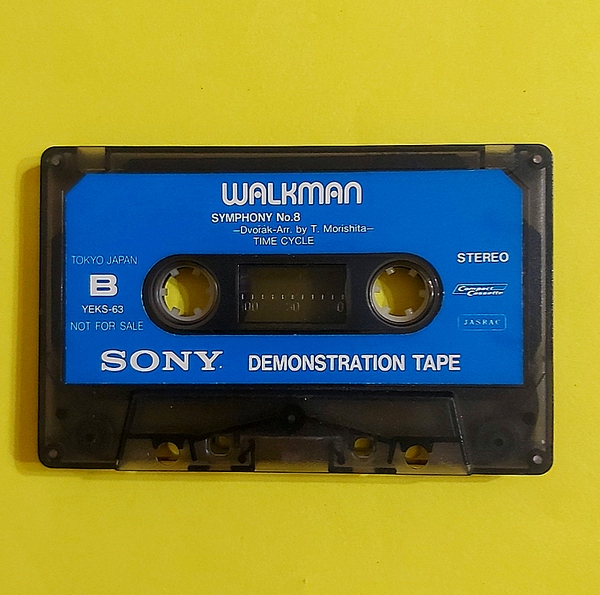 WALKMAN
SYMPHONY No.8
—Dvořak-Arr. by T. Morishita—
TIME CYCLE
TOKYO JAPAN
B
YEKS-63
NOT FOR SALE
STEREO
Compact Cassette
JASRAC
100 50 0
SONY.
DEMONSTRATION TAPE